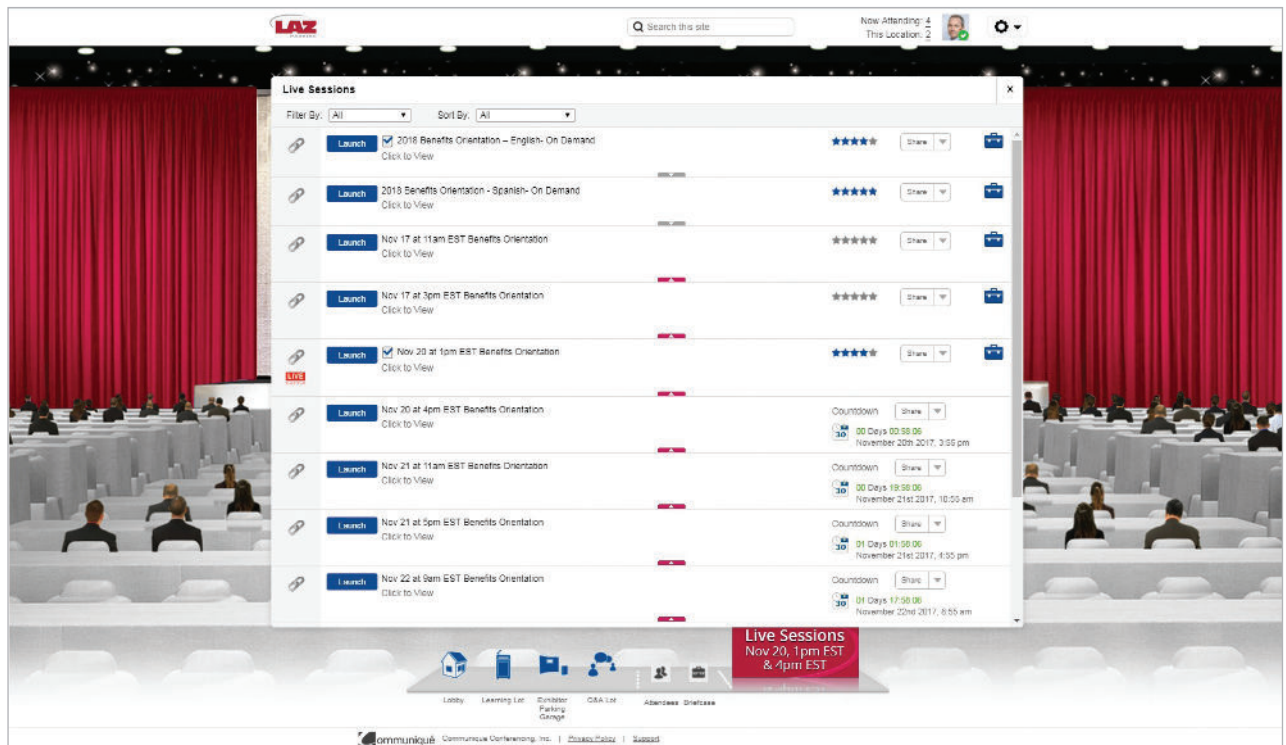 LAZ
PARKING
Search this site
Now Attending: 4
This Location: 2
Live Sessions
x
Filter By: All Sort By: All
Launch 2018 Benefits Orientation – English- On Demand Share
Click to View
Launch 2018 Benefits Orientation - Spanish- On Demand Share
Click to View
Launch Nov 17 at 11am EST Benefits Orientation Share
Click to View
Launch Nov 17 at 3pm EST Benefits Orientation Share
Click to View
Launch Nov 20 at 1pm EST Benefits Orientation Share
Click to View
LIVE
Launch Nov 20 at 4pm EST Benefits Orientation Countdown Share
Click to View
30 00 Days 00:58:06
November 20th 2017, 3:55 pm
Launch Nov 21 at 11am EST Benefits Orientation Countdown Share
Click to View
30 00 Days 19:58:06
November 21st 2017, 10:55 am
Launch Nov 21 at 5pm EST Benefits Orientation Countdown Share
Click to View
30 01 Days 01:58:06
November 21st 2017, 4:55 pm
Launch Nov 22 at 9am EST Benefits Orientation Countdown Share
Click to View
30 01 Days 17:58:06
November 22nd 2017, 8:55 am
Live Sessions
Nov 20, 1pm EST
& 4pm EST
Lobby Learning Lot Exhibitor Parking Garage Q&A Lot Attendees Briefcase
Communiqué Communique Conferencing, Inc. | Privacy Policy | Support